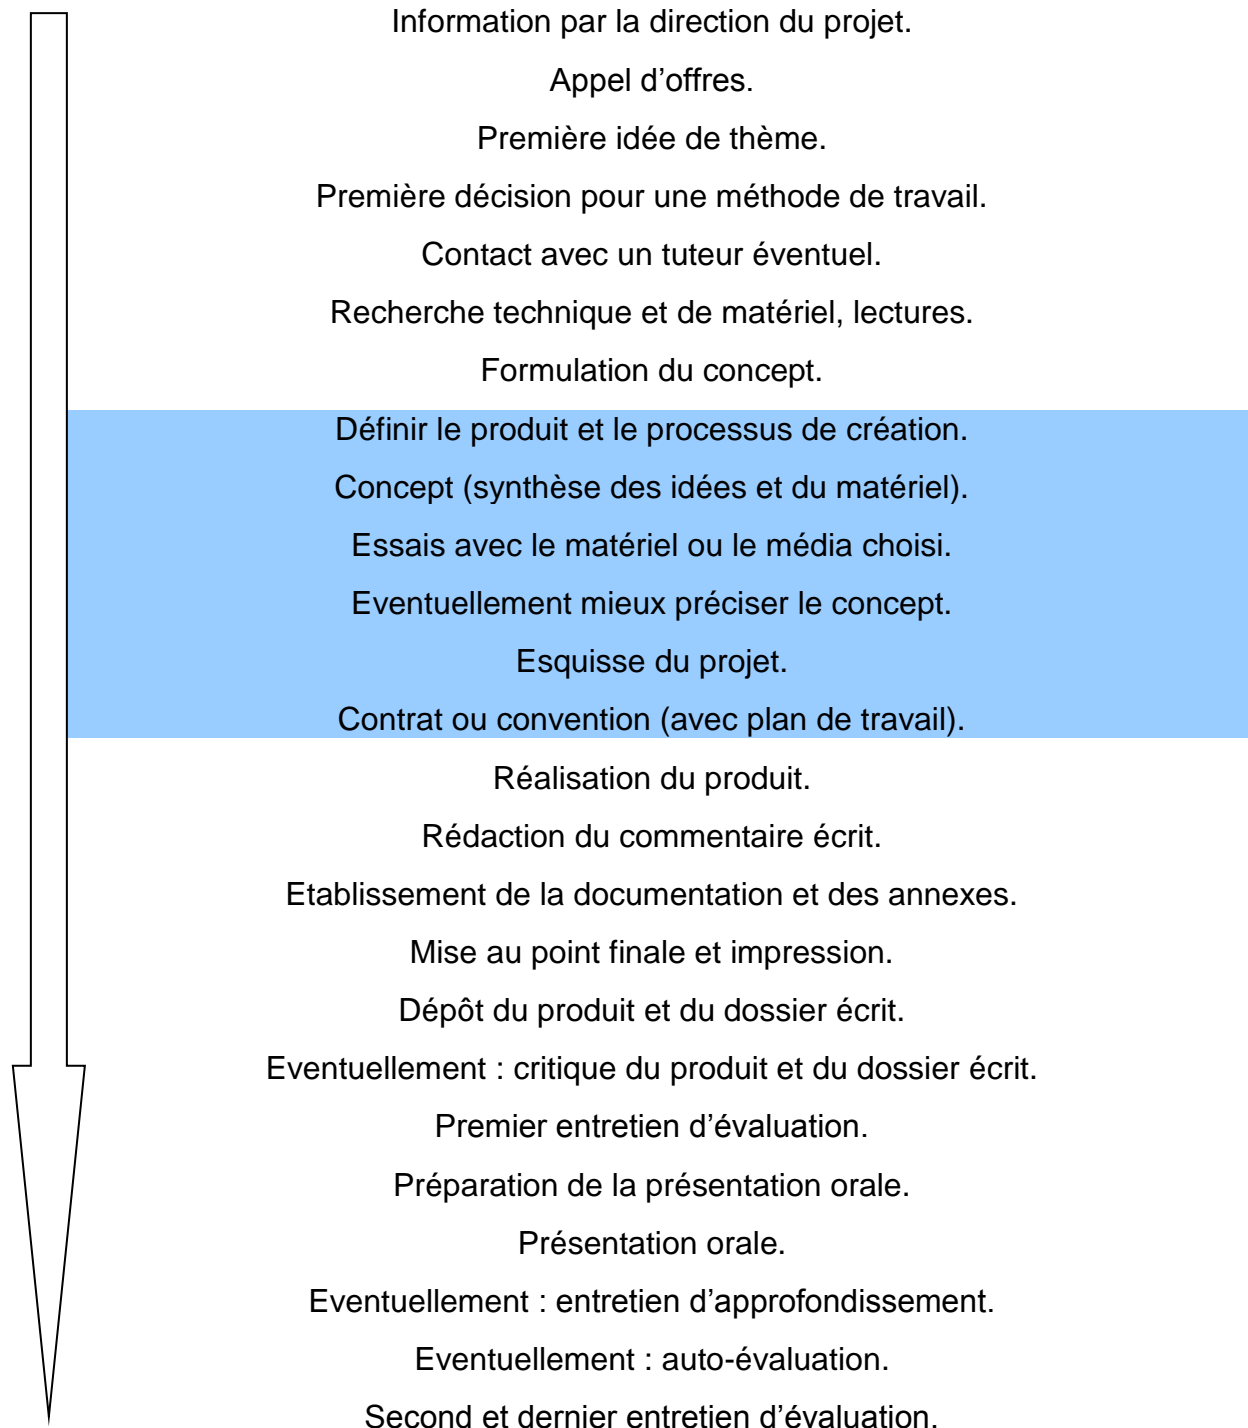 Information par la direction du projet.
Appel d’offres.
Première idée de thème.
Première décision pour une méthode de travail.
Contact avec un tuteur éventuel.
Recherche technique et de matériel, lectures.
Formulation du concept.
Définir le produit et le processus de création.
Concept (synthèse des idées et du matériel).
Essais avec le matériel ou le média choisi.
Eventuellement mieux préciser le concept.
Esquisse du projet.
Contrat ou convention (avec plan de travail).
Réalisation du produit.
Rédaction du commentaire écrit.
Etablissement de la documentation et des annexes.
Mise au point finale et impression.
Dépôt du produit et du dossier écrit.
Eventuellement : critique du produit et du dossier écrit.
Premier entretien d’évaluation.
Préparation de la présentation orale.
Présentation orale.
Eventuellement : entretien d’approfondissement.
Eventuellement : auto-évaluation.
Second et dernier entretien d’évaluation.